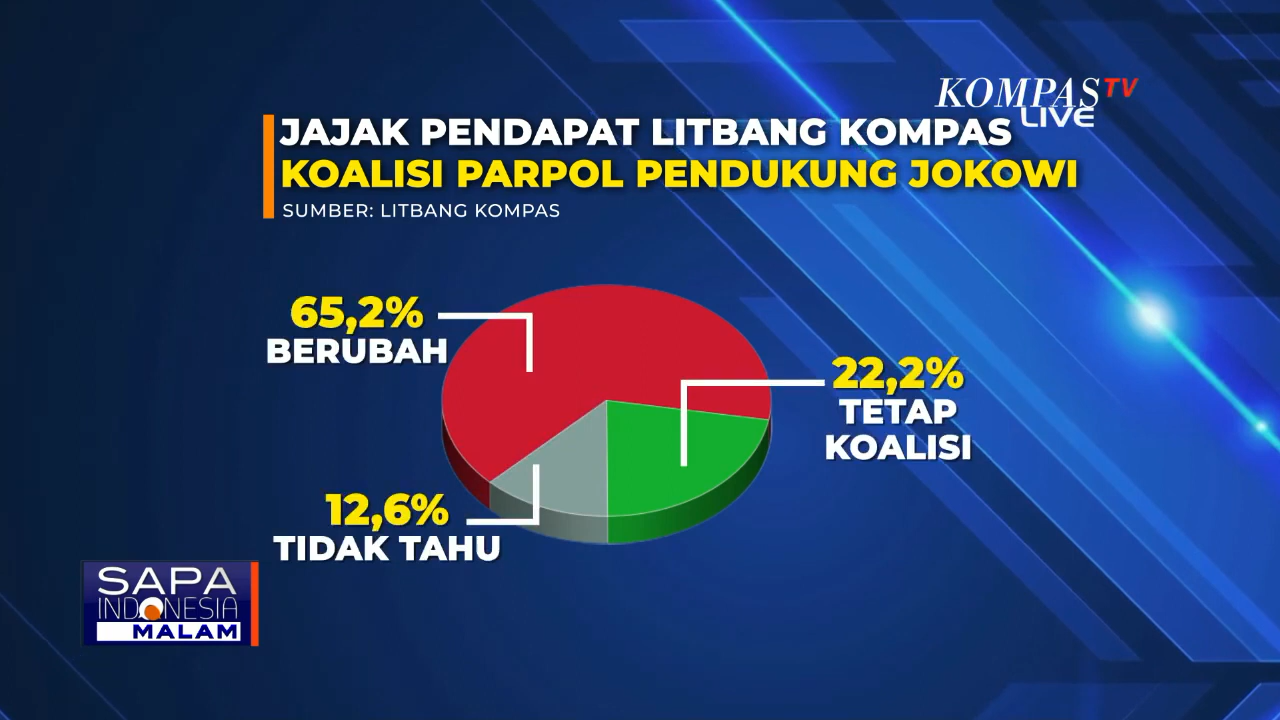 KOMPAS TV
LIVE
JAJAK PENDAPAT LITBANG KOMPAS
KOALISI PARPOL PENDUKUNG JOKOWI
SUMBER: LITBANG KOMPAS
65,2%
BERUBAH
22,2%
TETAP
KOALISI
12,6%
TIDAK TAHU
SAPA
INDONESIA
MALAM